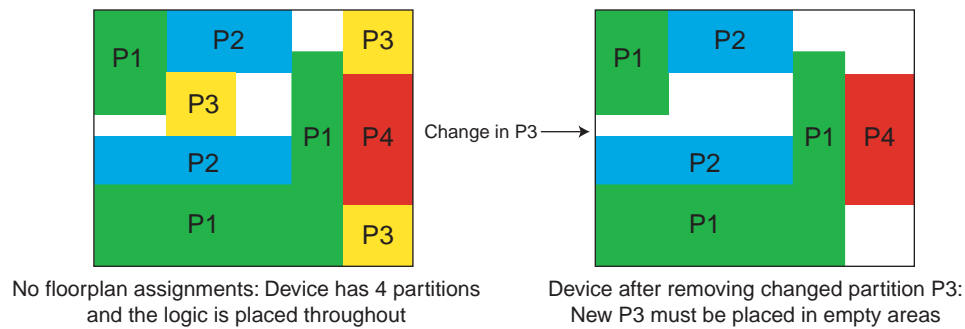 P1
P2
P3
P3
P1
P4
P2
P1
P3
No floorplan assignments: Device has 4 partitions
and the logic is placed throughout
Change in P3
P1
P2
P1
P4
P2
P1
Device after removing changed partition P3:
New P3 must be placed in empty areas